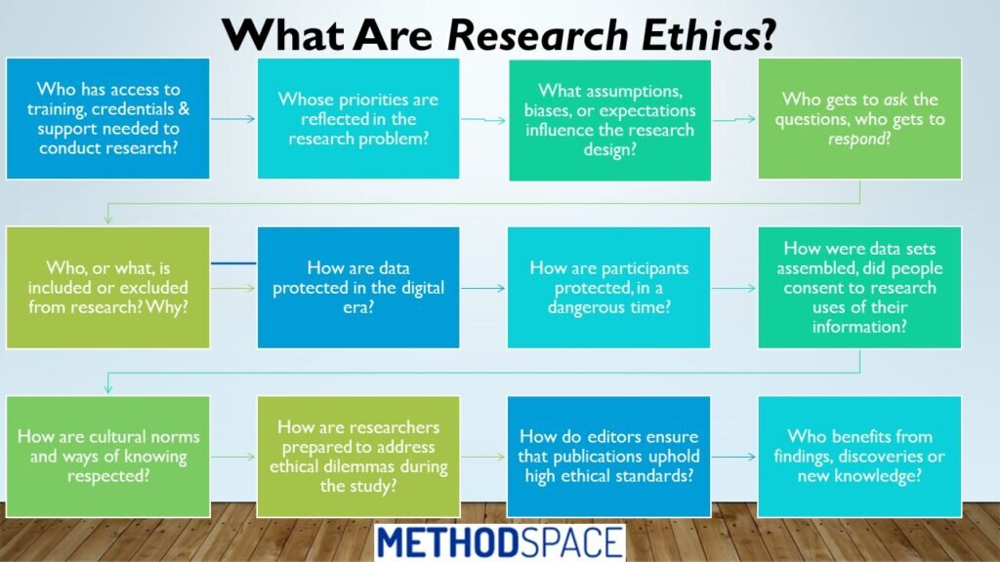 What Are Research Ethics?
Who has access to
training, credentials &
support needed to
conduct research?
Whose priorities are
reflected in the
research problem?
What assumptions,
biases, or expectations
influence the research
design?
Who gets to ask the
questions, who gets to
respond?
Who, or what, is
included or excluded
from research? Why?
How are data
protected in the digital
era?
How are participants
protected, in a
dangerous time?
How were data sets
assembled, did people
consent to research
uses of their
information?
How are cultural norms
and ways of knowing
respected?
How are researchers
prepared to address
ethical dilemmas during
the study?
How do editors ensure
that publications uphold
high ethical standards?
Who benefits from
findings, discoveries or
new knowledge?
METHODSPACE